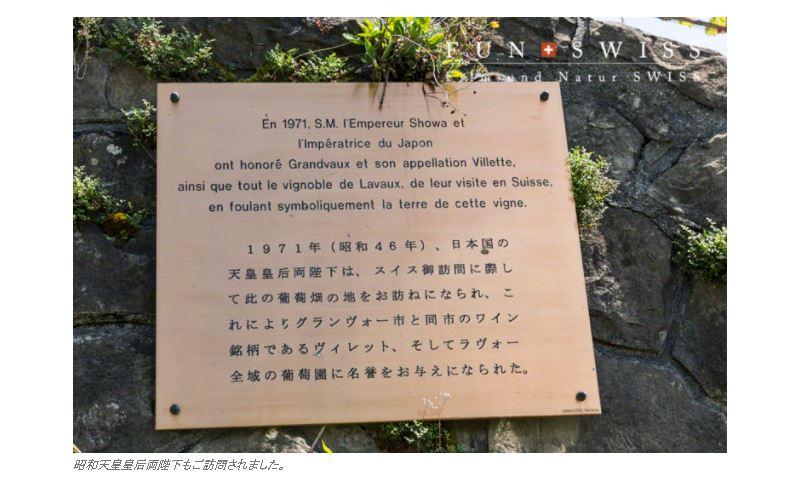 FUN SWISS
und Natur SWISS
En 1971, S.M. l'Empereur Showa et
l'Impératrice du Japon
ont honoré Grandvaux et son appellation Villette,
ainsi que tout le vignoble de Lavaux, de leur visite en Suisse,
en foulant symboliquement la terre de cette vigne.
1971年(昭和46年)、日本国の
天皇皇后両陛下は、スイス御訪問に際し
て此の葡萄畑の地をお訪ねになられ、こ
れによりグランヴォー市と同市のワイン
銘柄であるヴィレット、そしてラヴォー
全域の葡萄園に名誉をお与えになられた。
昭和天皇皇后両陛下もご訪問されました。